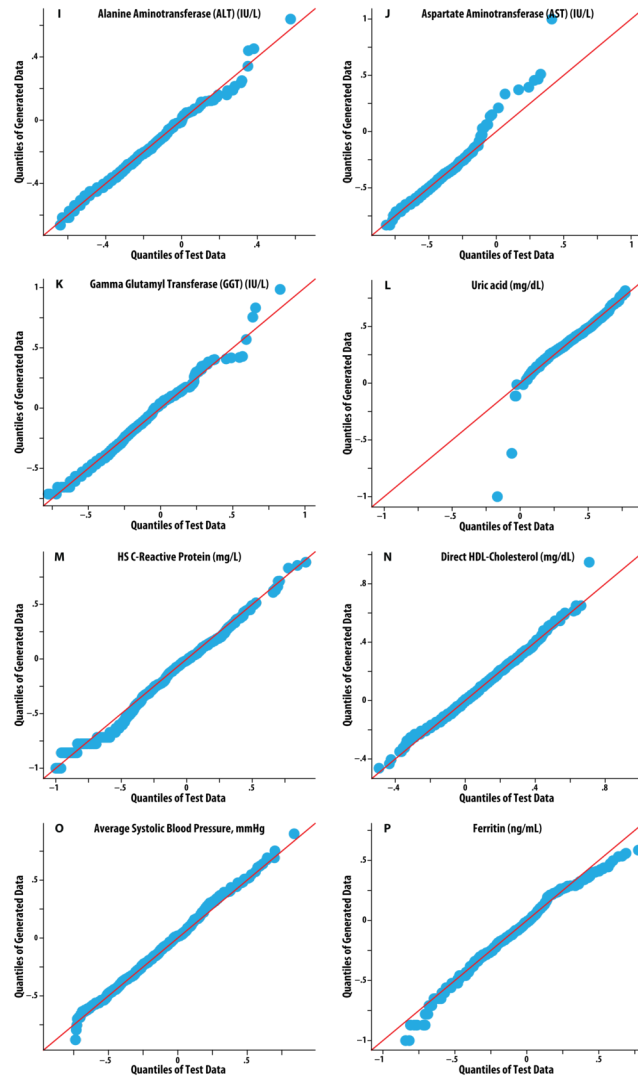 I Alanine Aminotransferase (ALT) (IU/L)
Quantiles of Generated Data
.4
0
−.4
−.4 0 .4
Quantiles of Test Data
J Aspartate Aminotransferase (AST) (IU/L)
Quantiles of Generated Data
1
.5
0
−.5
−.5 0 .5 1
Quantiles of Test Data
K Gamma Glutamyl Transferase (GGT) (IU/L)
Quantiles of Generated Data
1
.5
0
−.5
−.5 0 .5 1
Quantiles of Test Data
L Uric acid (mg/dL)
Quantiles of Generated Data
.5
0
−.5
−1
−1 −.5 0 .5
Quantiles of Test Data
M HS C-Reactive Protein (mg/L)
Quantiles of Generated Data
.5
0
−.5
−1
−1 −.5 0 .5
Quantiles of Test Data
N Direct HDL-Cholesterol (mg/dL)
Quantiles of Generated Data
.8
.4
0
−.4
−.4 0 .4 .8
Quantiles of Test Data
O Average Systolic Blood Pressure, mmHg
Quantiles of Generated Data
.5
0
−.5
−.5 0 .5
Quantiles of Test Data
P Ferritin (ng/mL)
Quantiles of Generated Data
.5
0
−.5
−1
−1 −.5 0 .5
Quantiles of Test Data